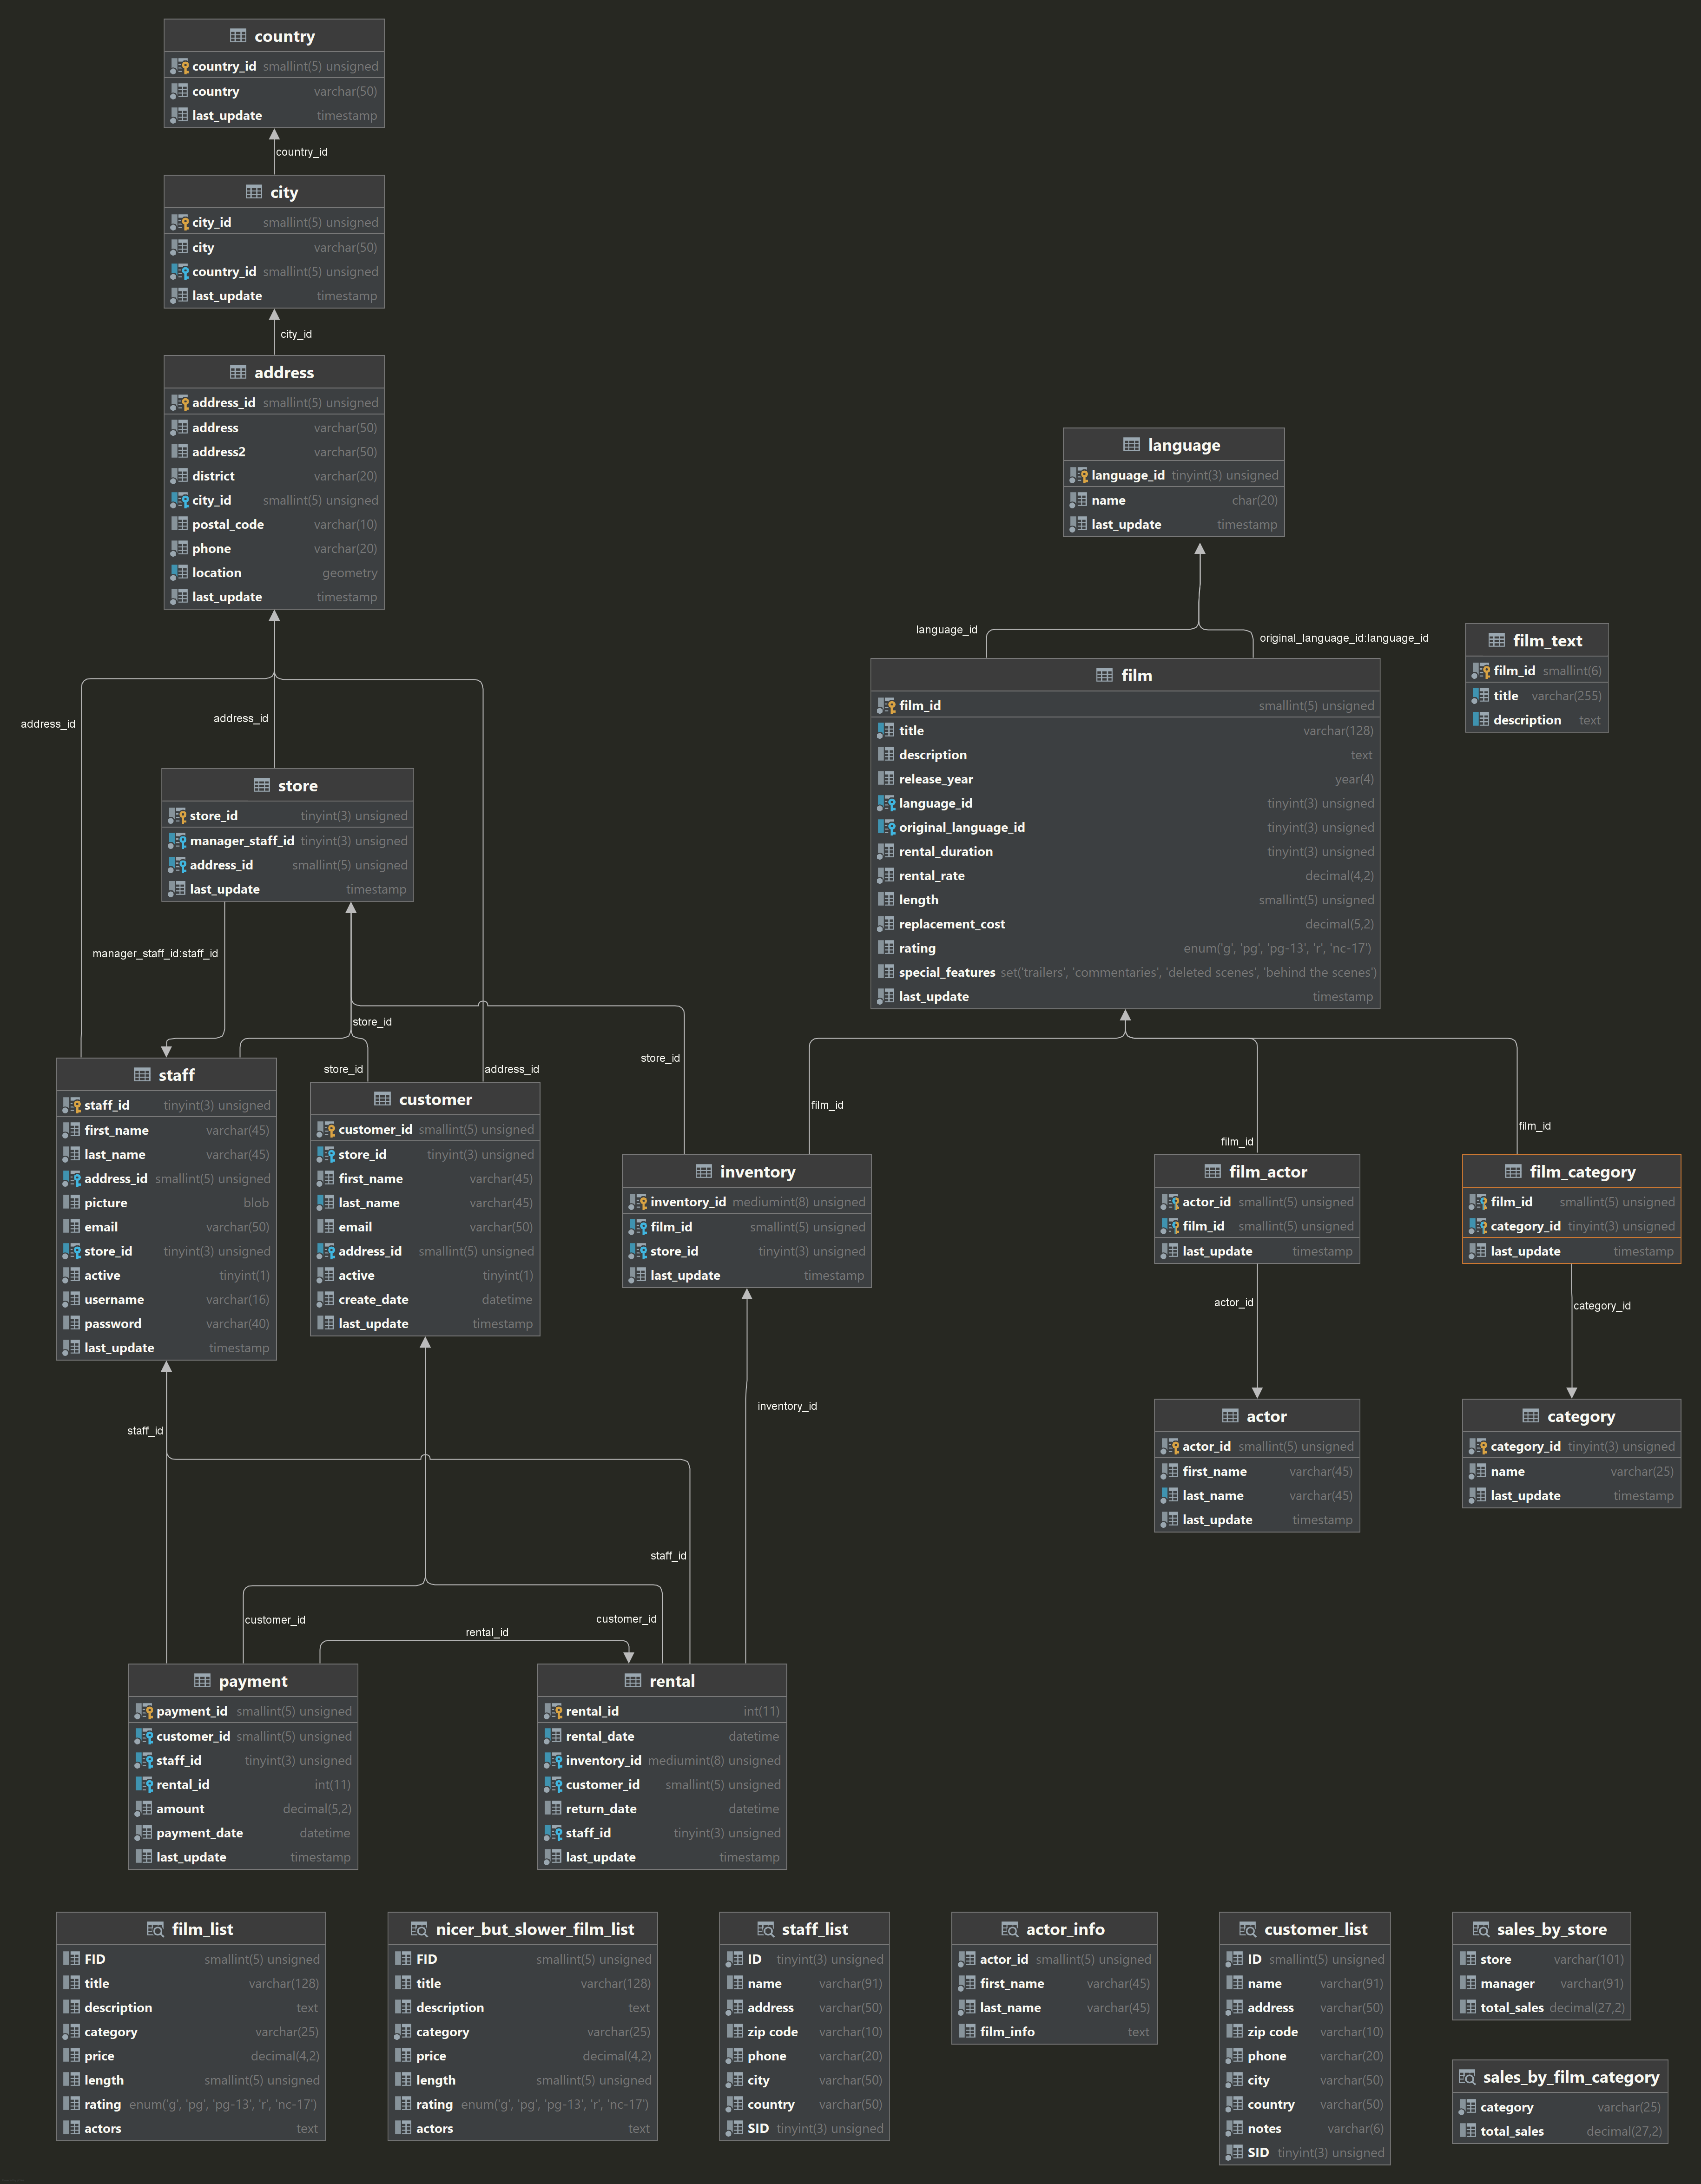 country
country_id smallint(5) unsigned
country varchar(50)
last_update timestamp
country_id
city
city_id smallint(5) unsigned
city varchar(50)
country_id smallint(5) unsigned
last_update timestamp
city_id
address
address_id smallint(5) unsigned
address varchar(50)
address2 varchar(50)
district varchar(20)
city_id smallint(5) unsigned
postal_code varchar(10)
phone varchar(20)
location geometry
last_update timestamp
language
language_id tinyint(3) unsigned
name char(20)
last_update timestamp
language_id
original_language_id:language_id
film_text
film_id smallint(6)
title varchar(255)
description text
film
film_id smallint(5) unsigned
title varchar(128)
description text
release_year year(4)
language_id tinyint(3) unsigned
original_language_id tinyint(3) unsigned
rental_duration tinyint(3) unsigned
rental_rate decimal(4,2)
length smallint(5) unsigned
replacement_cost decimal(5,2)
rating enum('g', 'pg', 'pg-13', 'r', 'nc-17')
special_features set('trailers', 'commentaries', 'deleted scenes', 'behind the scenes')
last_update timestamp
address_id
address_id
store
store_id tinyint(3) unsigned
manager_staff_id tinyint(3) unsigned
address_id smallint(5) unsigned
last_update timestamp
manager_staff_id:staff_id
store_id
store_id
address_id
store_id
film_id
film_id
film_id
staff
staff_id tinyint(3) unsigned
first_name varchar(45)
last_name varchar(45)
address_id smallint(5) unsigned
picture blob
email varchar(50)
store_id tinyint(3) unsigned
active tinyint(1)
username varchar(16)
password varchar(40)
last_update timestamp
customer
customer_id smallint(5) unsigned
store_id tinyint(3) unsigned
first_name varchar(45)
last_name varchar(45)
email varchar(50)
address_id smallint(5) unsigned
active tinyint(1)
create_date datetime
last_update timestamp
inventory
inventory_id mediumint(8) unsigned
film_id smallint(5) unsigned
store_id tinyint(3) unsigned
last_update timestamp
film_actor
actor_id smallint(5) unsigned
film_id smallint(5) unsigned
last_update timestamp
film_category
film_id smallint(5) unsigned
category_id tinyint(3) unsigned
last_update timestamp
actor_id
category_id
actor
actor_id smallint(5) unsigned
first_name varchar(45)
last_name varchar(45)
last_update timestamp
category
category_id tinyint(3) unsigned
name varchar(25)
last_update timestamp
staff_id
inventory_id
staff_id
customer_id
customer_id
rental_id
payment
payment_id smallint(5) unsigned
customer_id smallint(5) unsigned
staff_id tinyint(3) unsigned
rental_id int(11)
amount decimal(5,2)
payment_date datetime
last_update timestamp
rental
rental_id int(11)
rental_date datetime
inventory_id mediumint(8) unsigned
customer_id smallint(5) unsigned
return_date datetime
staff_id tinyint(3) unsigned
last_update timestamp
film_list
FID smallint(5) unsigned
title varchar(128)
description text
category varchar(25)
price decimal(4,2)
length smallint(5) unsigned
rating enum('g', 'pg', 'pg-13', 'r', 'nc-17')
actors text
nicer_but_slower_film_list
FID smallint(5) unsigned
title varchar(128)
description text
category varchar(25)
price decimal(4,2)
length smallint(5) unsigned
rating enum('g', 'pg', 'pg-13', 'r', 'nc-17')
actors text
staff_list
ID tinyint(3) unsigned
name varchar(91)
address varchar(50)
zip code varchar(10)
phone varchar(20)
city varchar(50)
country varchar(50)
SID tinyint(3) unsigned
actor_info
actor_id smallint(5) unsigned
first_name varchar(45)
last_name varchar(45)
film_info text
customer_list
ID smallint(5) unsigned
name varchar(91)
address varchar(50)
zip code varchar(10)
phone varchar(20)
city varchar(50)
country varchar(50)
notes varchar(6)
SID tinyint(3) unsigned
sales_by_store
store varchar(101)
manager varchar(91)
total_sales decimal(27,2)
sales_by_film_category
category varchar(25)
total_sales decimal(27,2)